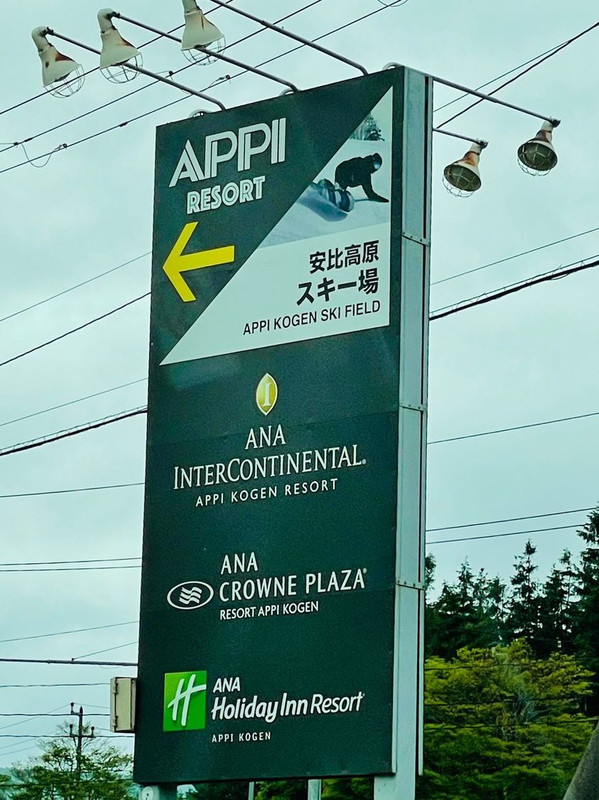 APPI
RESORT
安比高原
スキー場
APPI KOGEN SKI FIELD
I
ANA
INTERCONTINENTAL®
APPI KOGEN RESORT
ANA
CROWNE PLAZA®
RESORT APPI KOGEN
H
ANA
Holiday Inn Resort®
APPI KOGEN